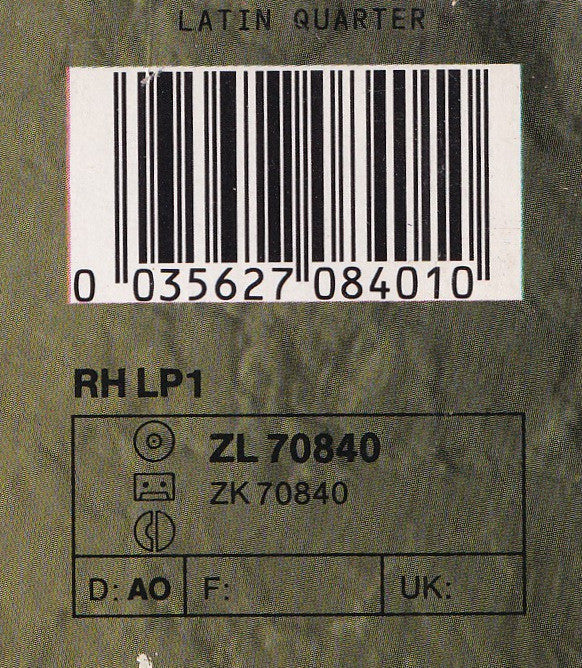 LATIN QUARTER
0 035627 084010
RH LP1
ZL 70840
ZK 70840
D: AO F: UK: